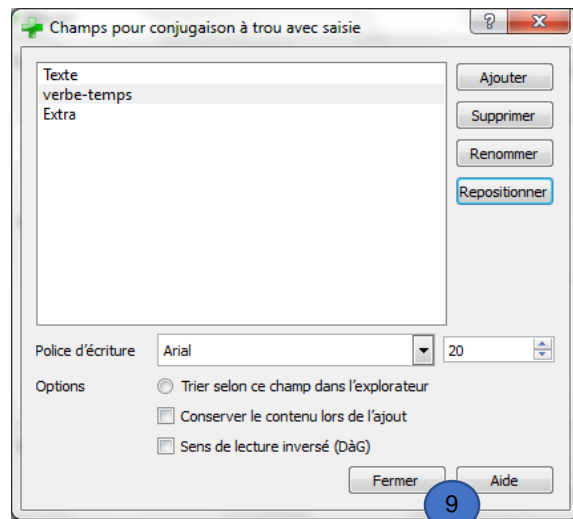 Champs pour conjugaison à trou avec saisie
Texte
verbe-temps
Extra
Ajouter
Supprimer
Renommer
Repositionner
Police d'écriture Arial 20
Options Trier selon ce champ dans l'explorateur
Conserver le contenu lors de l'ajout
Sens de lecture inversé (DàG)
Fermer Aide
9